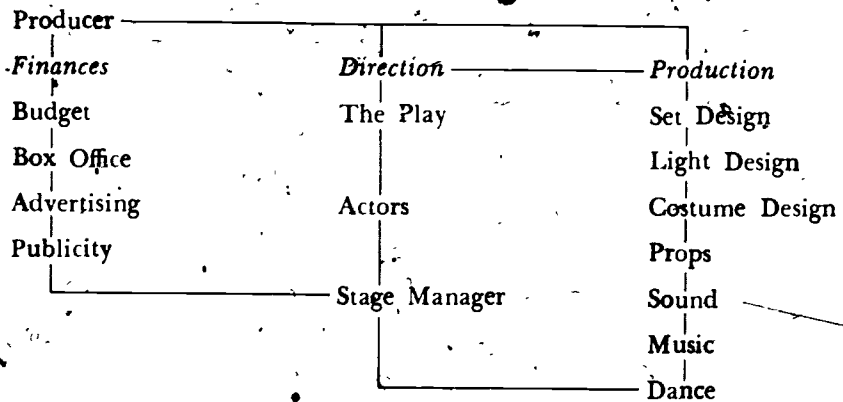 Producer
Finances Direction Production
Budget The Play Set Design
Box Office Light Design
Advertising Actors Costume Design
Publicity Props
Stage Manager Sound
Music
Dance